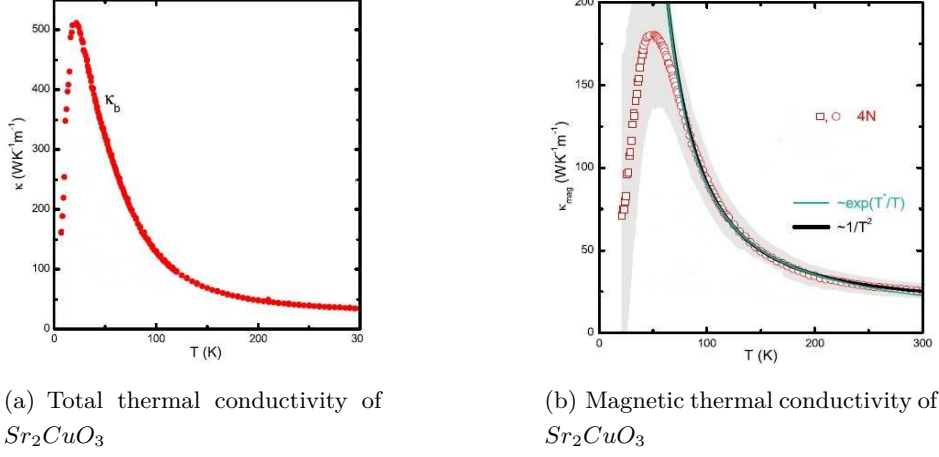 500
400
300
200
100
0
κ (WK⁻¹m⁻¹)
κ_b
0 100 200 30
T (K)
200
150
100
50
0
κ_mag (WK⁻¹m⁻¹)
□, ○ 4N
~exp(T*/T)
~1/T²
0 100 200 300
T (K)
(a) Total thermal conductivity of
Sr₂CuO₃
(b) Magnetic thermal conductivity of
Sr₂CuO₃